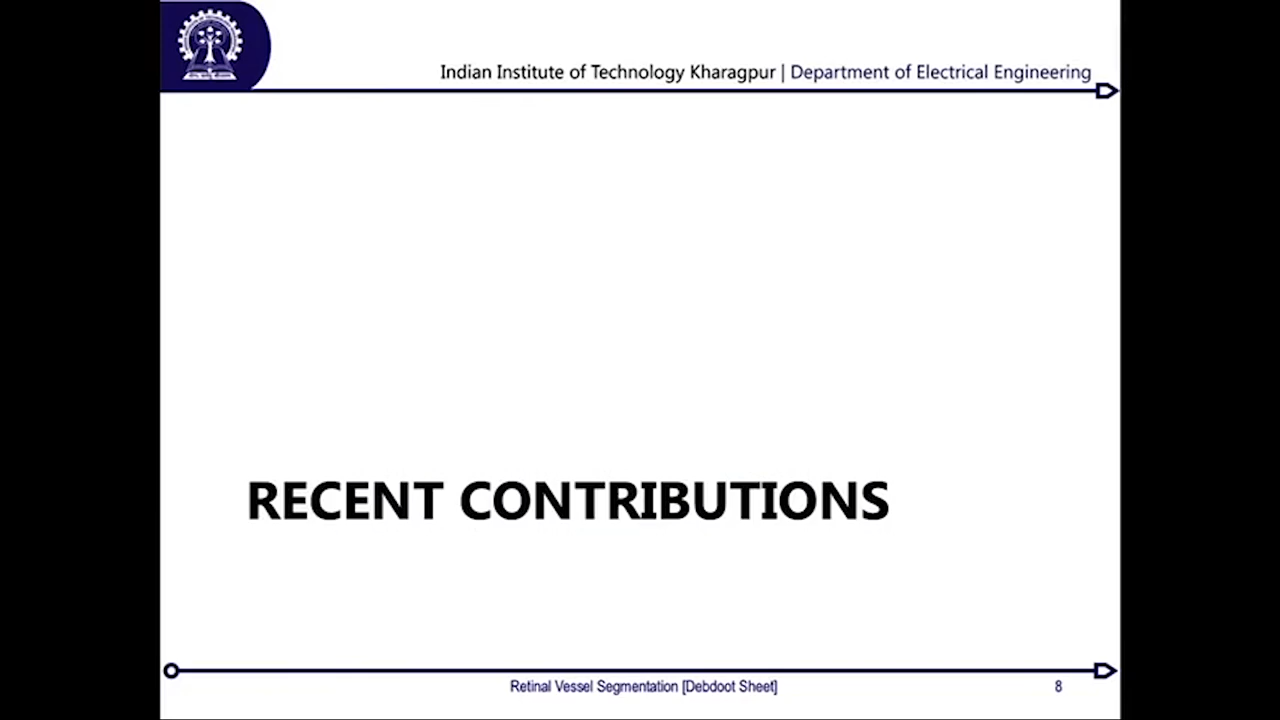 Indian Institute of Technology Kharagpur | Department of Electrical Engineering
RECENT CONTRIBUTIONS
Retinal Vessel Segmentation [Debdoot Sheet]
8